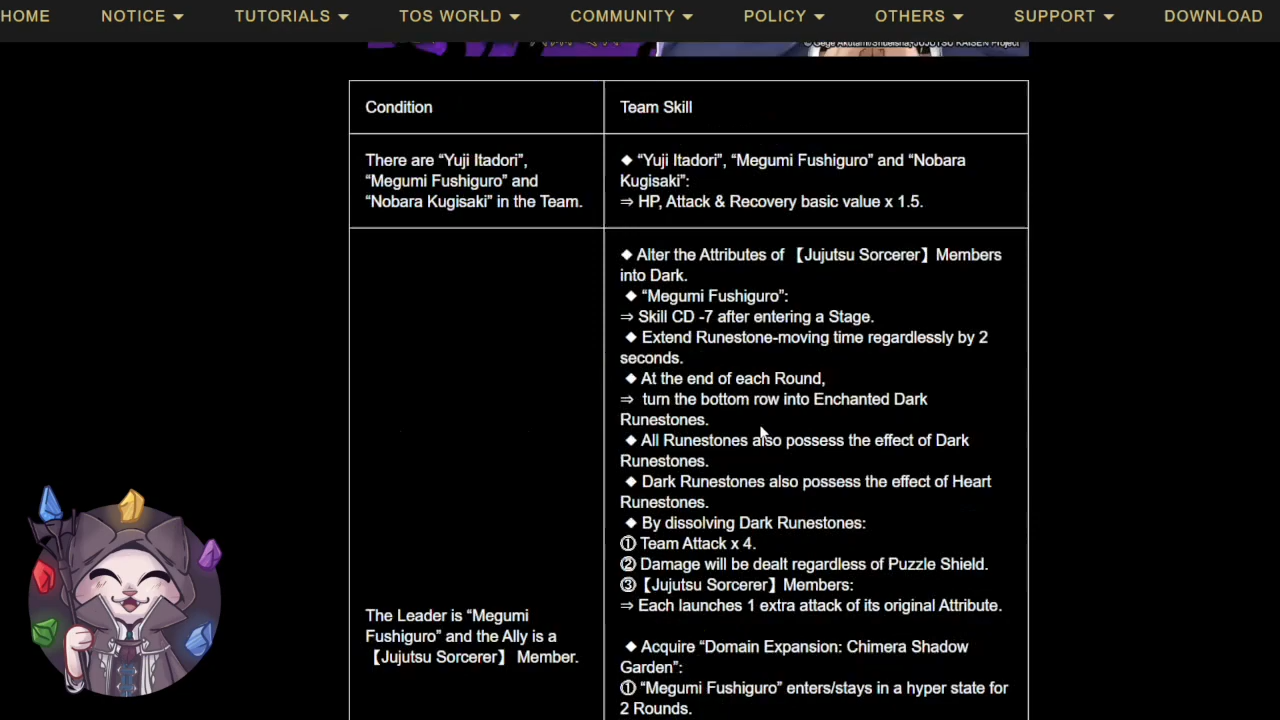 HOME NOTICE TUTORIALS TOS WORLD COMMUNITY POLICY OTHERS SUPPORT DOWNLOAD
© Gege Akutami/Shueisha, JUJUTSU KAISEN Project
Condition
Team Skill
There are “Yuji Itadori”,
“Megumi Fushiguro” and
“Nobara Kugisaki” in the Team.
◆ “Yuji Itadori”, “Megumi Fushiguro” and “Nobara
Kugisaki”:
⇒ HP, Attack & Recovery basic value x 1.5.
The Leader is “Megumi
Fushiguro” and the Ally is a
【Jujutsu Sorcerer】 Member.
◆ Alter the Attributes of 【Jujutsu Sorcerer】Members
into Dark.
◆ “Megumi Fushiguro”:
⇒ Skill CD -7 after entering a Stage.
◆ Extend Runestone-moving time regardlessly by 2
seconds.
◆ At the end of each Round,
⇒ turn the bottom row into Enchanted Dark
Runestones.
◆ All Runestones also possess the effect of Dark
Runestones.
◆ Dark Runestones also possess the effect of Heart
Runestones.
◆ By dissolving Dark Runestones:
① Team Attack x 4.
② Damage will be dealt regardless of Puzzle Shield.
③【Jujutsu Sorcerer】Members:
⇒ Each launches 1 extra attack of its original Attribute.
◆ Acquire “Domain Expansion: Chimera Shadow
Garden”:
① “Megumi Fushiguro” enters/stays in a hyper state for
2 Rounds.